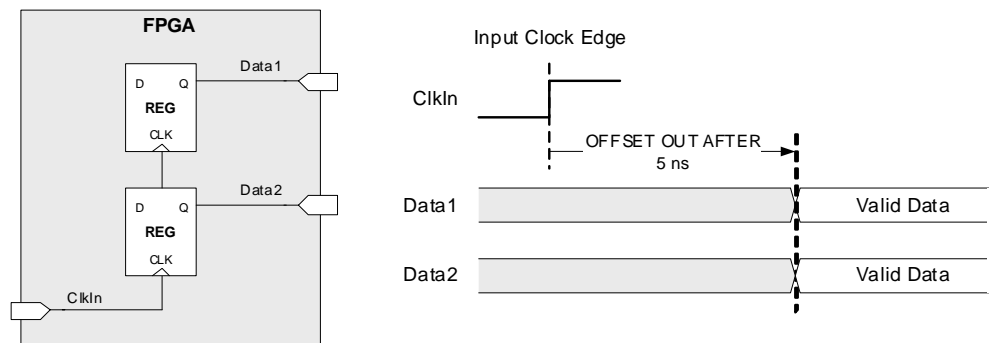 FPGA
D Q
REG
CLK
Data1
D Q
REG
CLK
Data2
ClkIn
Input Clock Edge
ClkIn
OFFSET OUT AFTER
5 ns
Data1 Valid Data
Data2 Valid Data